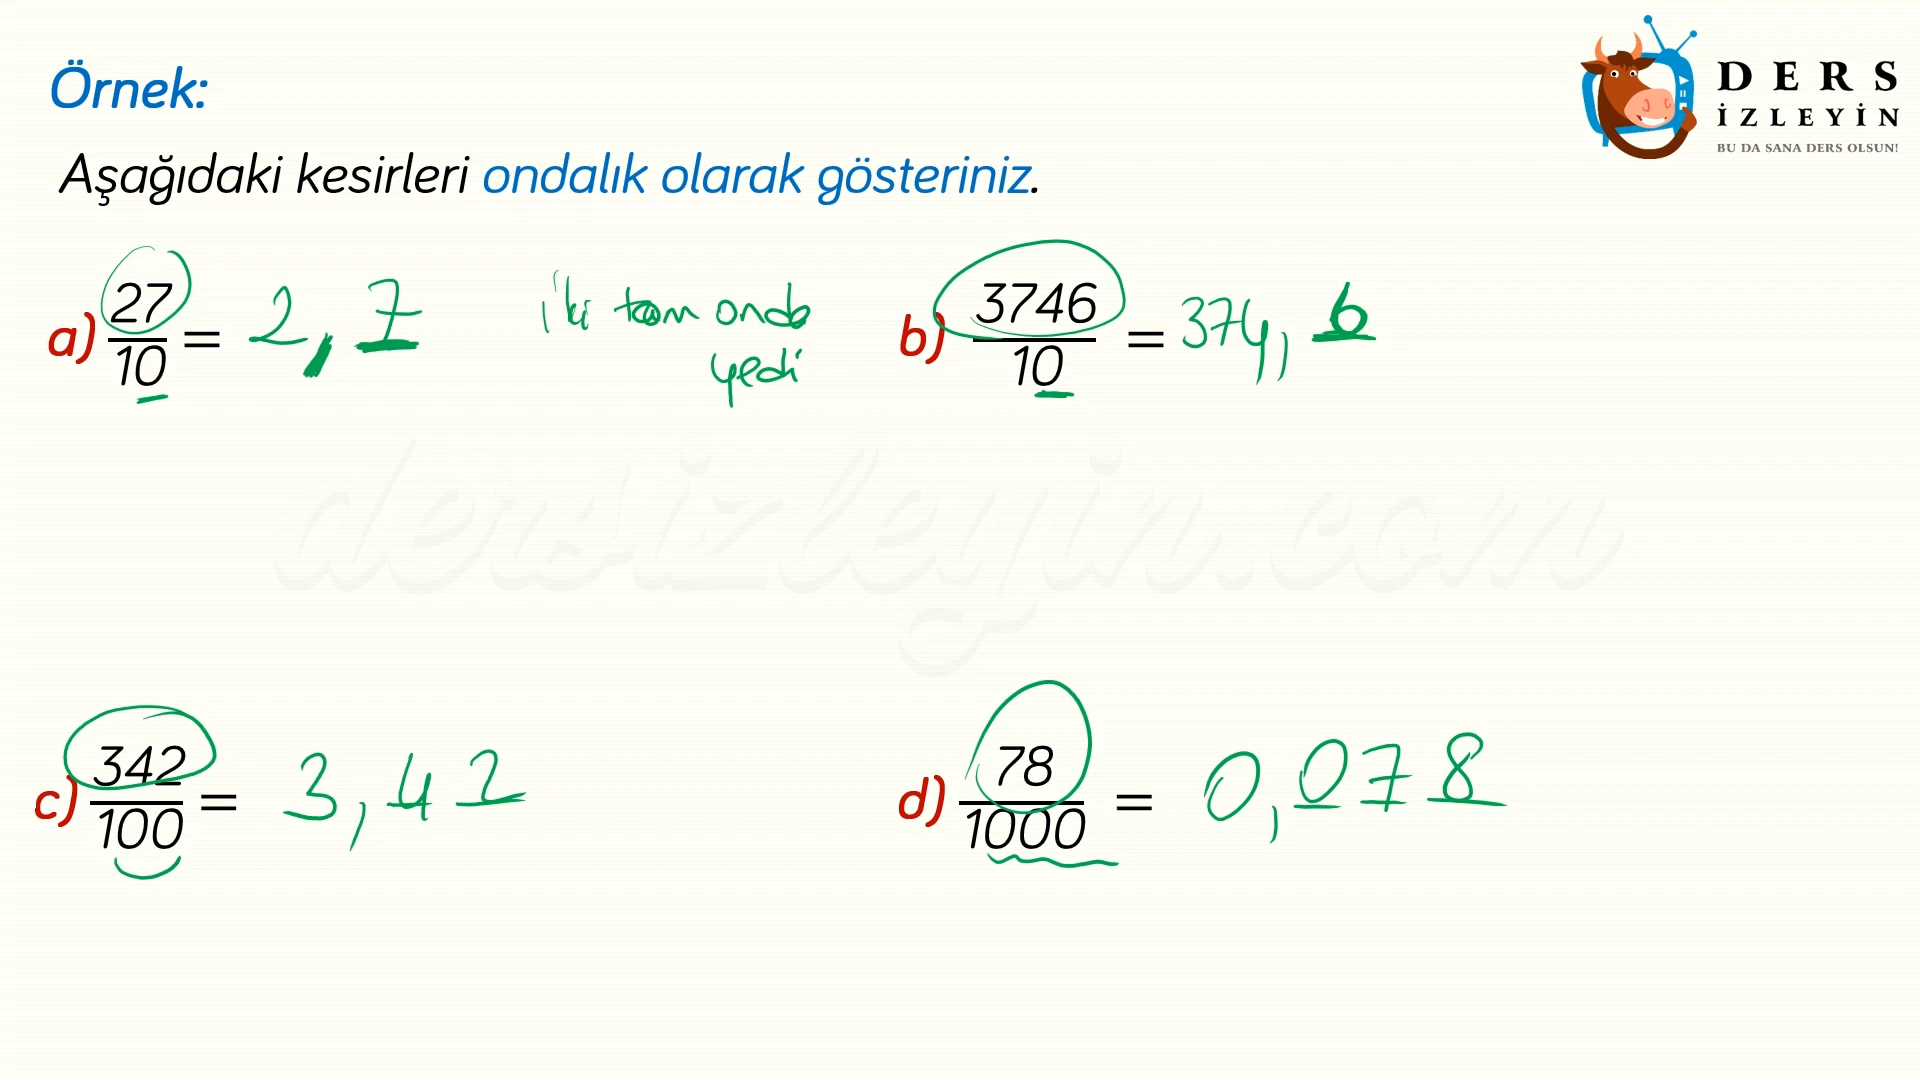 Örnek:
DERS
İZLEYİN
BU DA SANA DERS OLSUN!
Aşağıdaki kesirleri ondalık olarak gösteriniz.
a) 27/10 = 2,7 iki tam onda
yedi
b) 3746/10 = 374,6
dersizleyin.com
c) 342/100 = 3,42
d) 78/1000 = 0,078